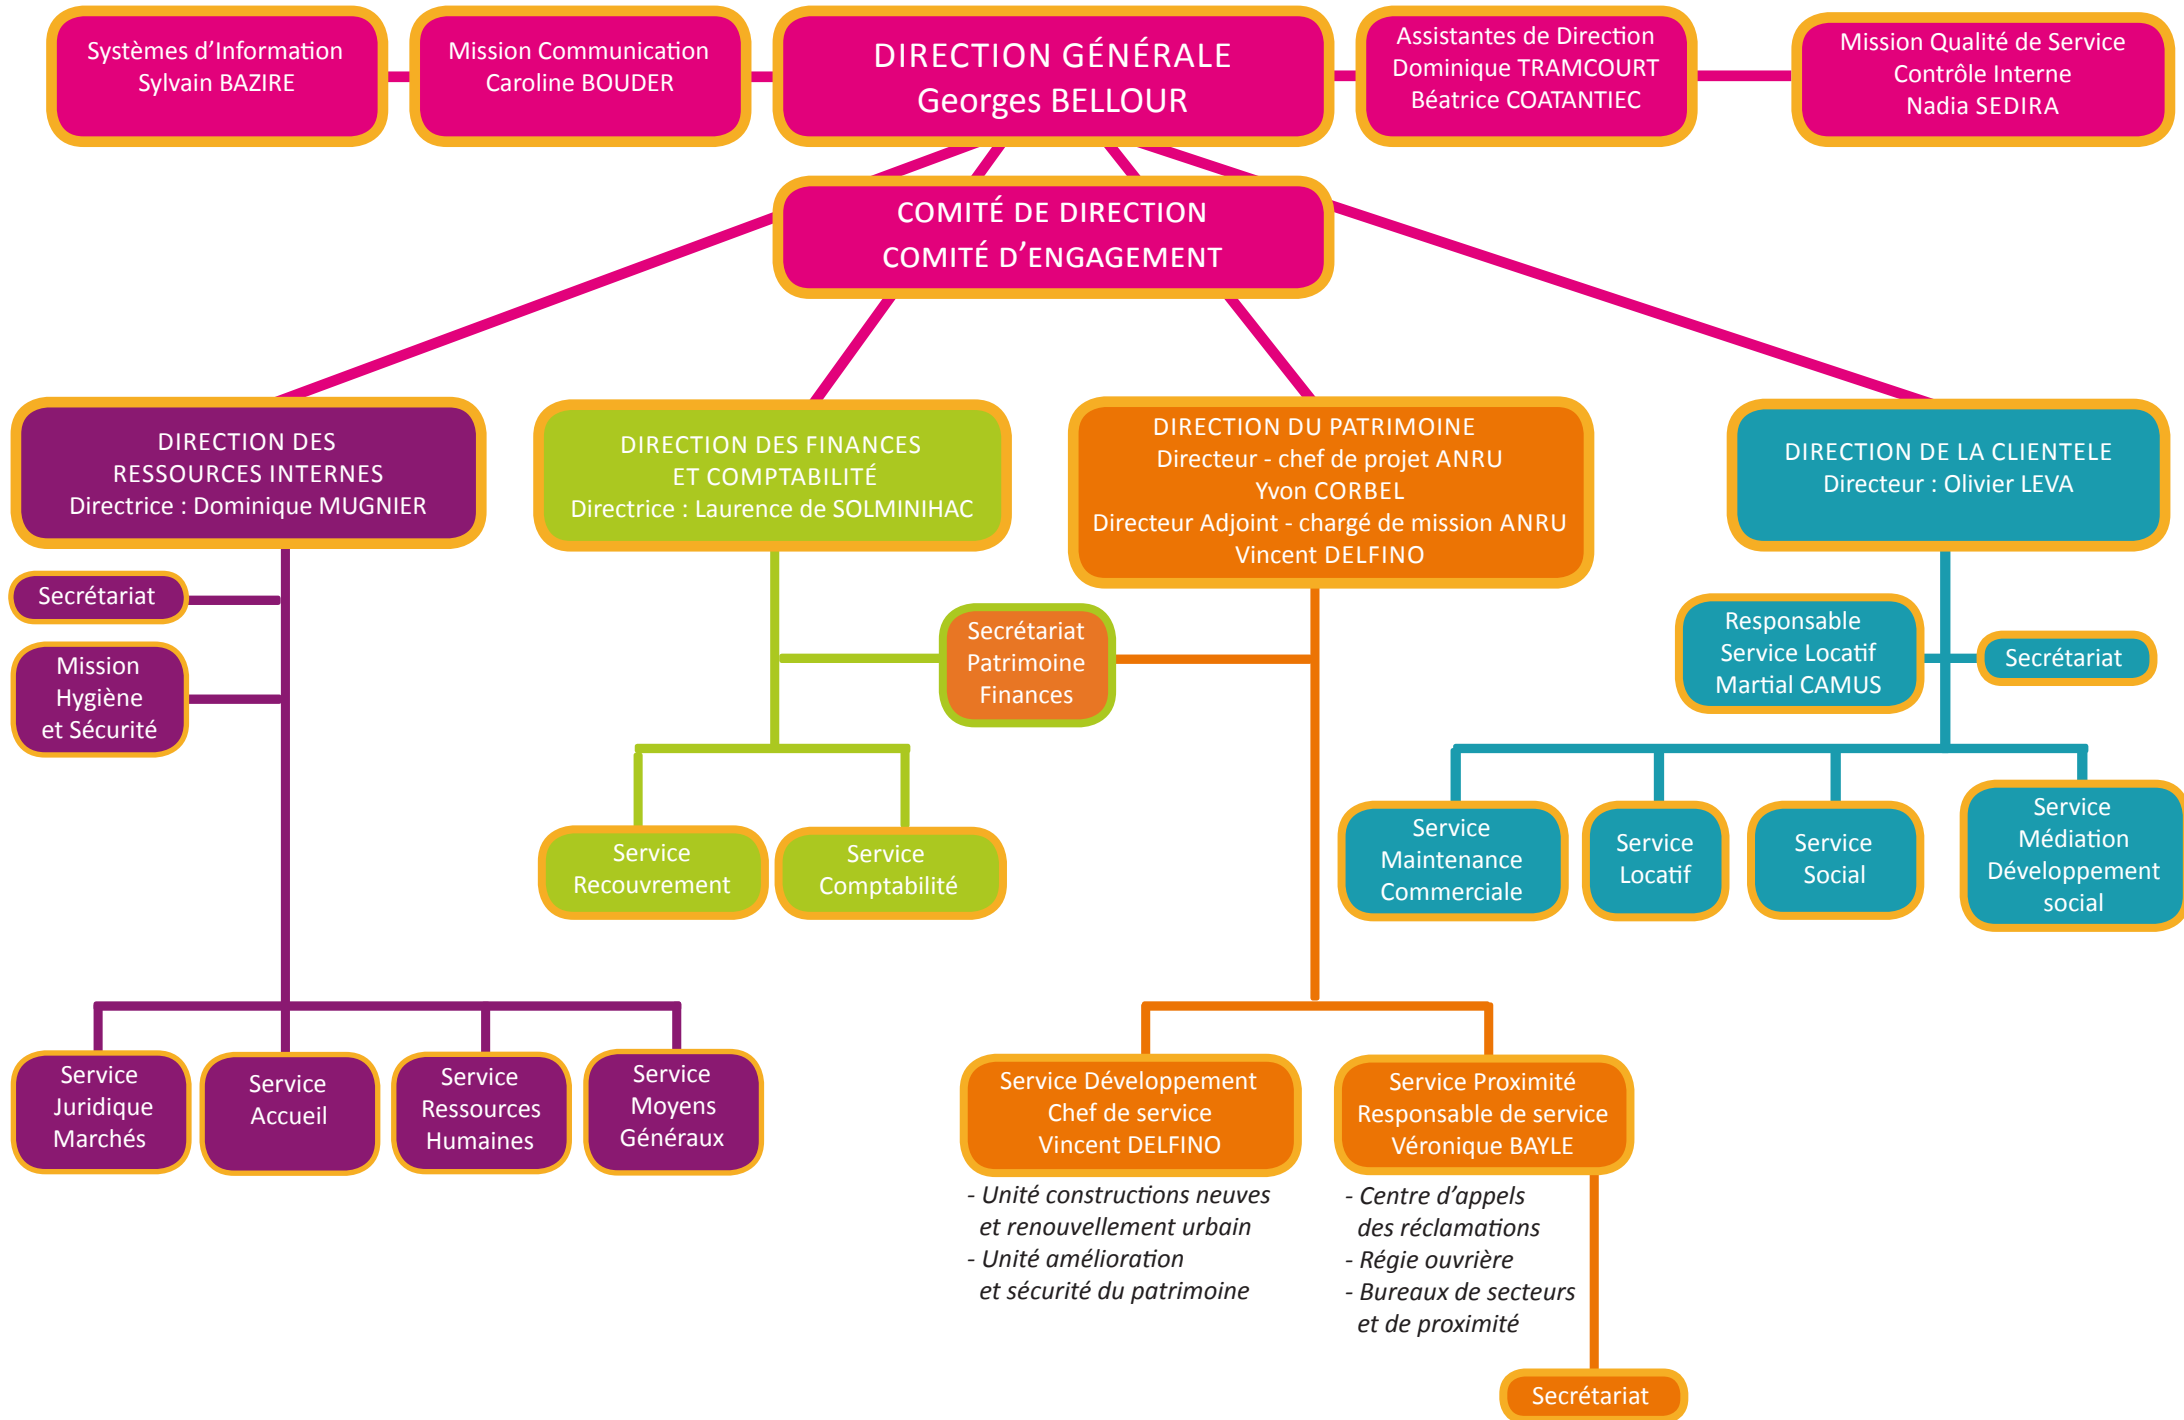 Systèmes d'Information
Sylvain BAZIRE
Mission Communication
Caroline BOUDER
DIRECTION GÉNÉRALE
Georges BELLOUR
Assistantes de Direction
Dominique TRAMCOURT
Béatrice COATANTIEC
Mission Qualité de Service
Contrôle Interne
Nadia SEDIRA
COMITÉ DE DIRECTION
COMITÉ D'ENGAGEMENT
DIRECTION DES
RESSOURCES INTERNES
Directrice : Dominique MUGNIER
DIRECTION DES FINANCES
ET COMPTABILITÉ
Directrice : Laurence de SOLMINIHAC
DIRECTION DU PATRIMOINE
Directeur - chef de projet ANRU
Yvon CORBEL
Directeur Adjoint - chargé de mission ANRU
Vincent DELFINO
DIRECTION DE LA CLIENTELE
Directeur : Olivier LEVA
Secrétariat
Mission
Hygiène
et Sécurité
Secrétariat
Patrimoine
Finances
Responsable
Service Locatif
Martial CAMUS
Secrétariat
Service
Recouvrement
Service
Comptabilité
Service
Maintenance
Commerciale
Service
Locatif
Service
Social
Service
Médiation
Développement
social
Service
Juridique
Marchés
Service
Accueil
Service
Ressources
Humaines
Service
Moyens
Généraux
Service Développement
Chef de service
Vincent DELFINO
- Unité constructions neuves
et renouvellement urbain
- Unité amélioration
et sécurité du patrimoine
Service Proximité
Responsable de service
Véronique BAYLE
- Centre d'appels
des réclamations
- Régie ouvrière
- Bureaux de secteurs
et de proximité
Secrétariat